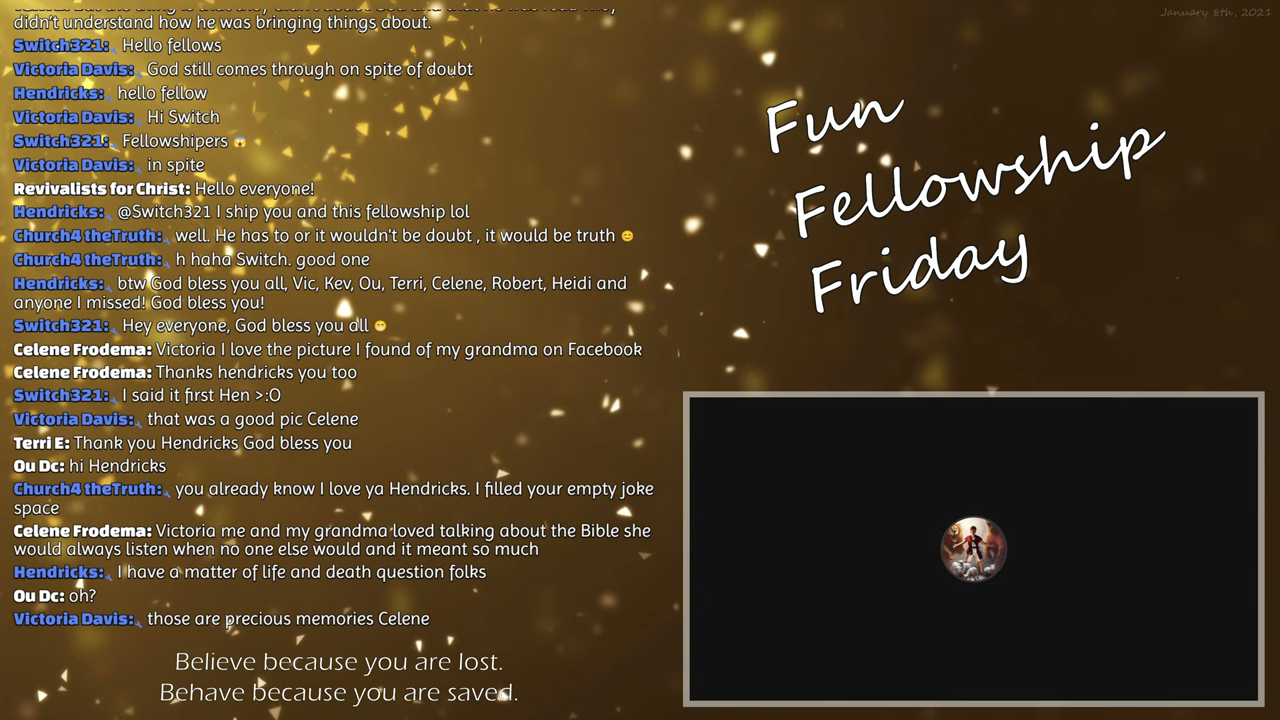 didn't understand how he was bringing things about.
Switch321: Hello fellows
Victoria Davis: God still comes through on spite of doubt
Hendricks: hello fellow
Victoria Davis: Hi Switch
Switch321: Fellowshipers 😱
Victoria Davis: in spite
Revivalists for Christ: Hello everyone!
Hendricks: @Switch321 I ship you and this fellowship lol
Church4 theTruth: well. He has to or it wouldn't be doubt , it would be truth 😊
Church4 theTruth: h haha Switch. good one
Hendricks: btw God bless you all, Vic, Kev, Ou, Terri, Celene, Robert, Heidi and
anyone I missed! God bless you!
Switch321: Hey everyone, God bless you all 😁
Celene Frodema: Victoria I love the picture I found of my grandma on Facebook
Celene Frodema: Thanks hendricks you too
Switch321: I said it first Hen >:O
Victoria Davis: that was a good pic Celene
Terri E: Thank you Hendricks God bless you
Ou Dc: hi Hendricks
Church4 theTruth: you already know I love ya Hendricks. I filled your empty joke
space
Celene Frodema: Victoria me and my grandma loved talking about the Bible she
would always listen when no one else would and it meant so much
Hendricks: I have a matter of life and death question folks
Ou Dc: oh?
Victoria Davis: those are precious memories Celene
Believe because you are lost.
Behave because you are saved.
January 8th, 2021
Fun
Fellowship
Friday